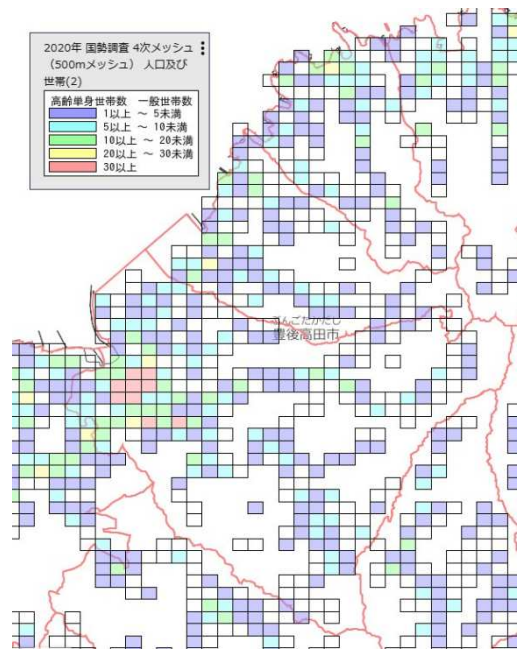 2020年 国勢調査 4次メッシュ
（500mメッシュ） 人口及び
世帯(2)
高齢単身世帯数 一般世帯数
1以上 ～ 5未満
5以上 ～ 10未満
10以上 ～ 20未満
20以上 ～ 30未満
30以上
ぶんごたかだし
豊後高田市